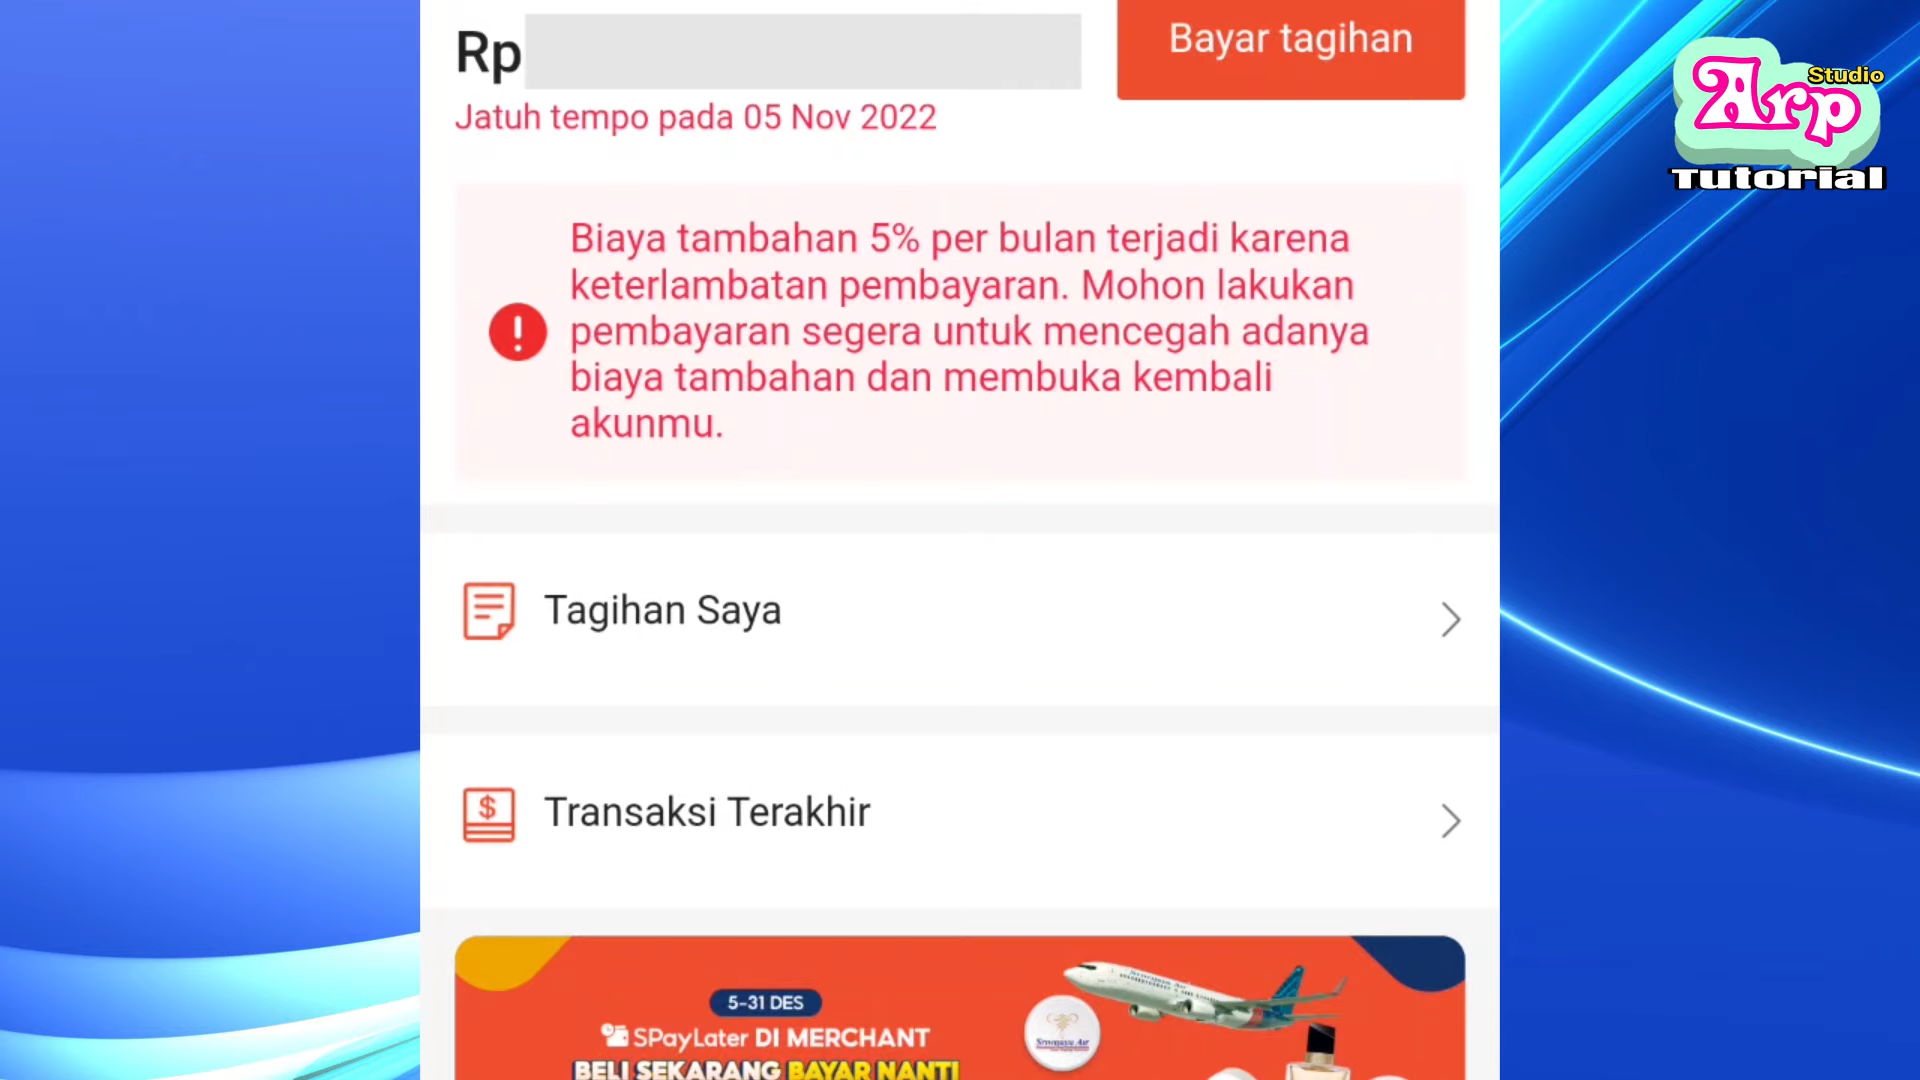 Rp
Bayar tagihan
Jatuh tempo pada 05 Nov 2022
Studio
Arp
Tutorial
Biaya tambahan 5% per bulan terjadi karena
keterlambatan pembayaran. Mohon lakukan
pembayaran segera untuk mencegah adanya
biaya tambahan dan membuka kembali
akunmu.
Tagihan Saya
$
Transaksi Terakhir
5-31 DES
SPayLater DI MERCHANT
BELI SEKARANG BAYAR NANTI
Sriwijaya Air